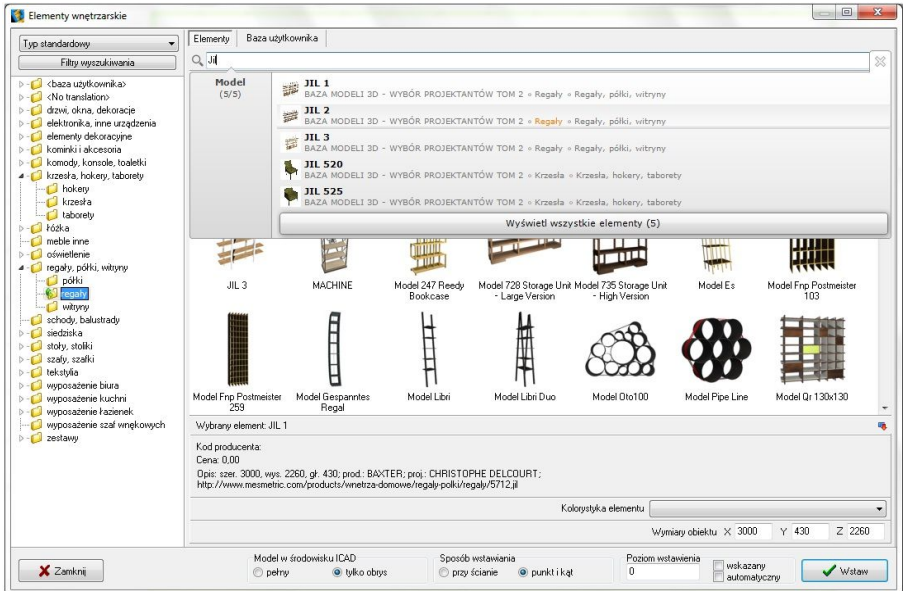 Elementy wnętrzarskie
Typ standardowy
Filtry wyszukiwania
<baza użytkownika>
<No translation>
drzwi, okna, dekoracje
elektronika, inne urządzenia
elementy dekoracyjne
kominki i akcesoria
komody, konsole, toaletki
krzesła, hokery, taborety
hokery
krzesła
taborety
łóżka
meble inne
oświetlenie
regały, półki, witryny
półki
regały
witryny
schody, balustrady
siedziska
stoły, stoliki
szafy, szafki
tekstylia
wyposażenie biura
wyposażenie kuchni
wyposażenie łazienek
wyposażenie szaf wnękowych
zestawy
Elementy
Baza użytkownika
Jil
Model
(5/5)
JIL 1
BAZA MODELI 3D - WYBÓR PROJEKTANTÓW TOM 2 » Regały » Regały, półki, witryny
JIL 2
BAZA MODELI 3D - WYBÓR PROJEKTANTÓW TOM 2 » Regały » Regały, półki, witryny
JIL 3
BAZA MODELI 3D - WYBÓR PROJEKTANTÓW TOM 2 » Regały » Regały, półki, witryny
JIL 520
BAZA MODELI 3D - WYBÓR PROJEKTANTÓW TOM 2 » Krzesła » Krzesła, hokery, taborety
JIL 525
BAZA MODELI 3D - WYBÓR PROJEKTANTÓW TOM 2 » Krzesła » Krzesła, hokery, taborety
Wyświetl wszystkie elementy (5)
JIL 3
MACHINE
Model 247 Reedy
Bookcase
Model 728 Storage Unit
- Large Version
Model 735 Storage Unit
- High Version
Model Es
Model Fnp Postmeister
103
Model Fnp Postmeister
259
Model Gespanntes
Regal
Model Libri
Model Libri Duo
Model Oto100
Model Pipe Line
Model Qr 130x130
Wybrany element: JIL 1
Kod producenta:
Cena: 0,00
Opis: szer. 3000, wys. 2260, gł. 430; prod.: BAXTER; proj.: CHRISTOPHE DELCOURT;
http://www.mesmetric.com/products/wnetrza-domowe/regaly-polki/regaly/5712,jil
Kolorystyka elementu
Wymiary obiektu X 3000 Y 430 Z 2260
Zamknij
Model w środowisku ICAD
pełny
tylko obrys
Sposób wstawiania
przy ścianie
punkt i kąt
Poziom wstawienia
0
wskazany
automatyczny
Wstaw